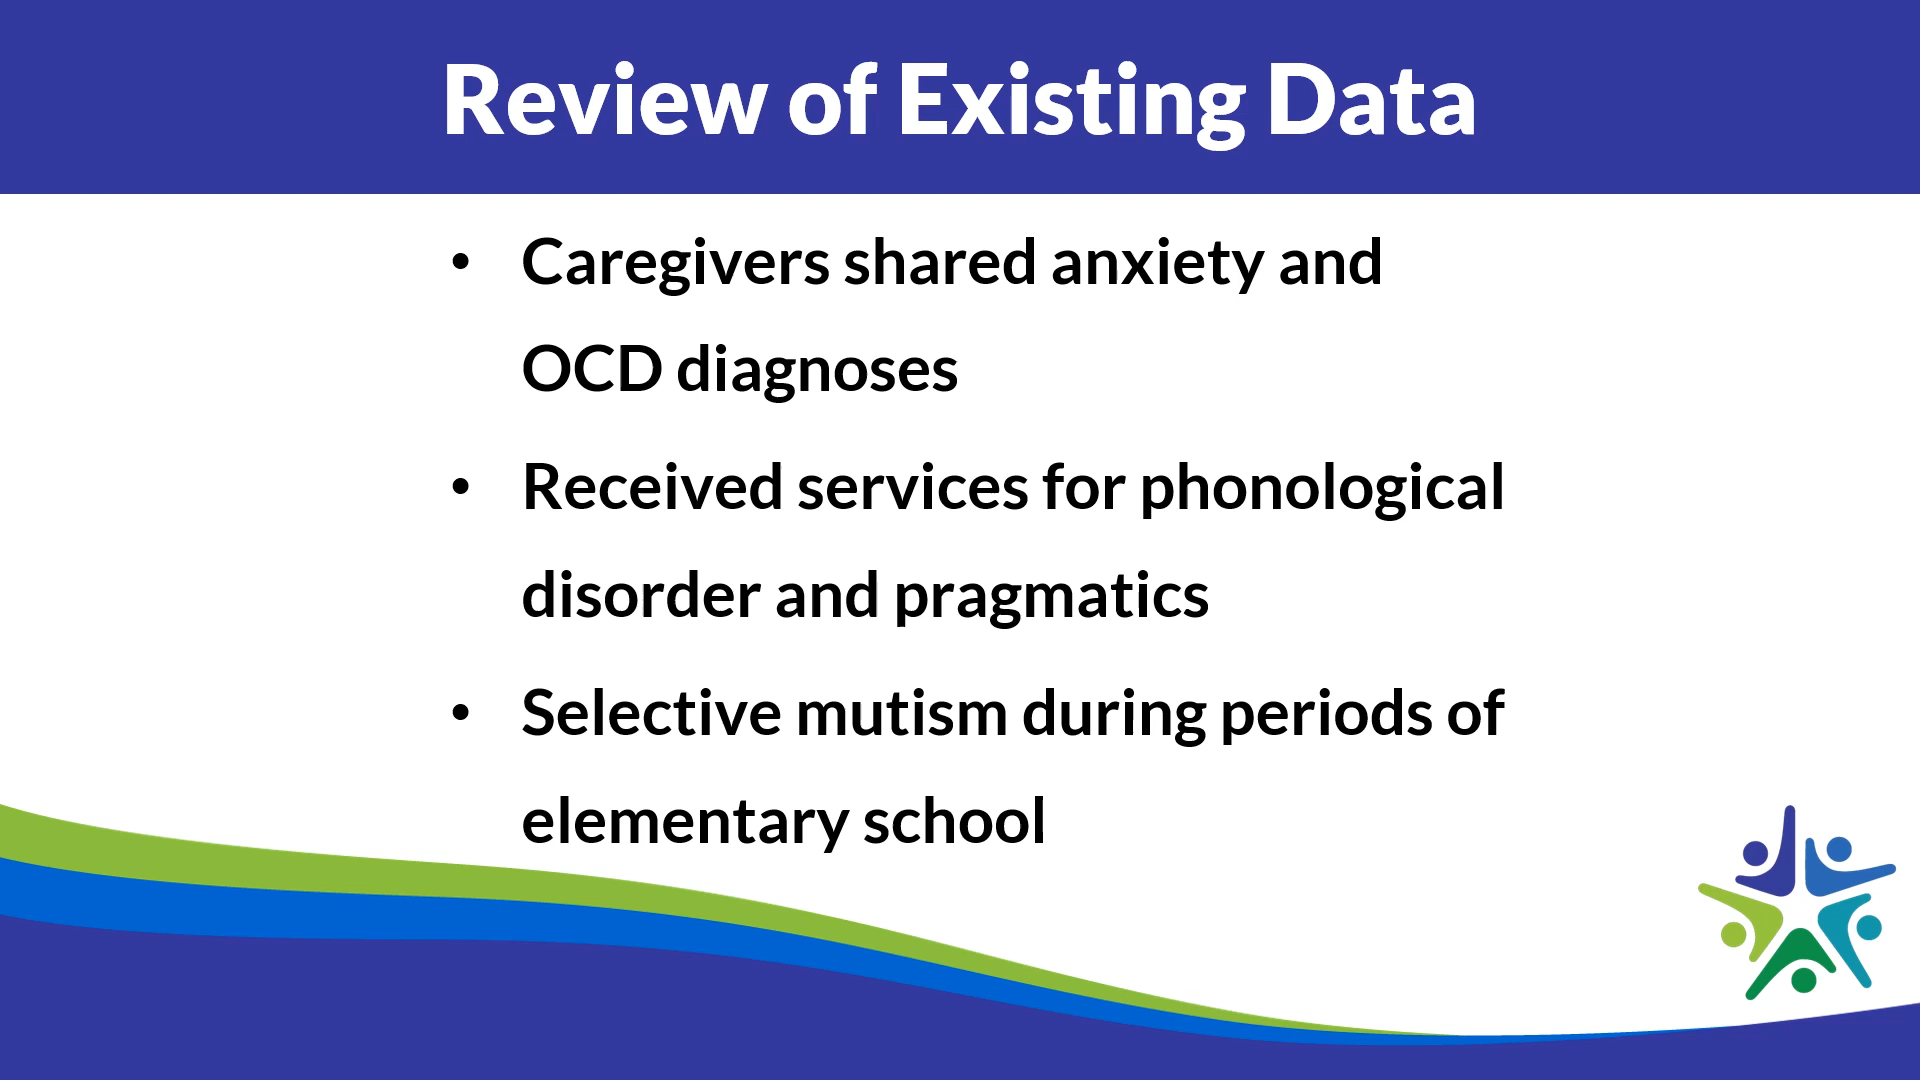 Review of Existing Data
• Caregivers shared anxiety and
OCD diagnoses
• Received services for phonological
disorder and pragmatics
• Selective mutism during periods of
elementary school